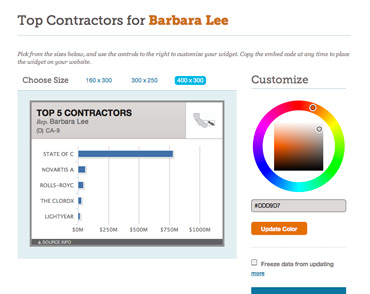 Top Contractors for Barbara Lee
Pick from the sizes below, and use the controls to the right to customize your widget. Copy the embed code at any time to place
the widget on your website.
Choose Size 160 x 300 300 x 250 400 x 300
Customize
TOP 5 CONTRACTORS
Rep. Barbara Lee
(D) CA-9
STATE OF C
NOVARTIS A
ROLLS-ROYC
THE CLOROX
LIGHTYEAR
$0M $250M $500M $750M $1000M
▲ SOURCE INFO
#DDD9D7
Update Color
Freeze data from updating
more